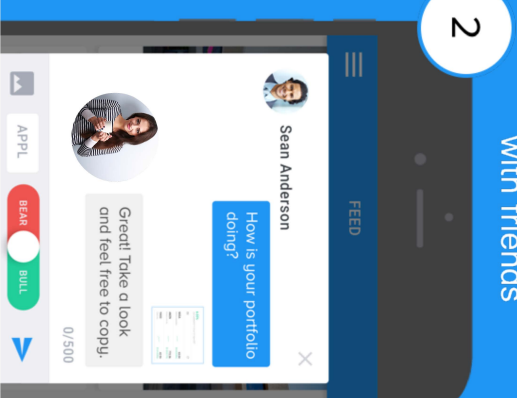 2
with friends
FEED
Sean Anderson
How is your portfolio
doing?
Great! Take a look
and feel free to copy.
0/500
APPL
BEAR
BULL